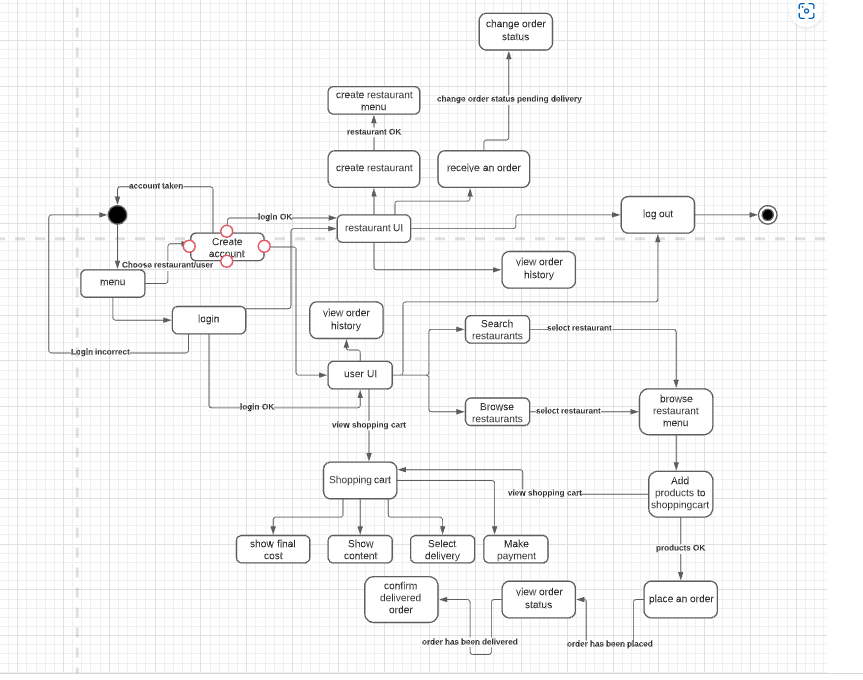 change order
status
change order status pending delivery
create restaurant
menu
restaurant OK
create restaurant
receive an order
account taken
login OK
restaurant UI
log out
Create
account
Choose restaurant/user
menu
view order
history
login
view order
history
Search
restaurants
select restaurant
Login incorrect
user UI
login OK
Browse
restaurants
select restaurant
browse
restaurant
menu
view shopping cart
Shopping cart
view shopping cart
Add
products to
shoppingcart
show final
cost
Show
content
Select
delivery
Make
payment
products OK
confirm
delivered
order
view order
status
place an order
order has been delivered
order has been placed